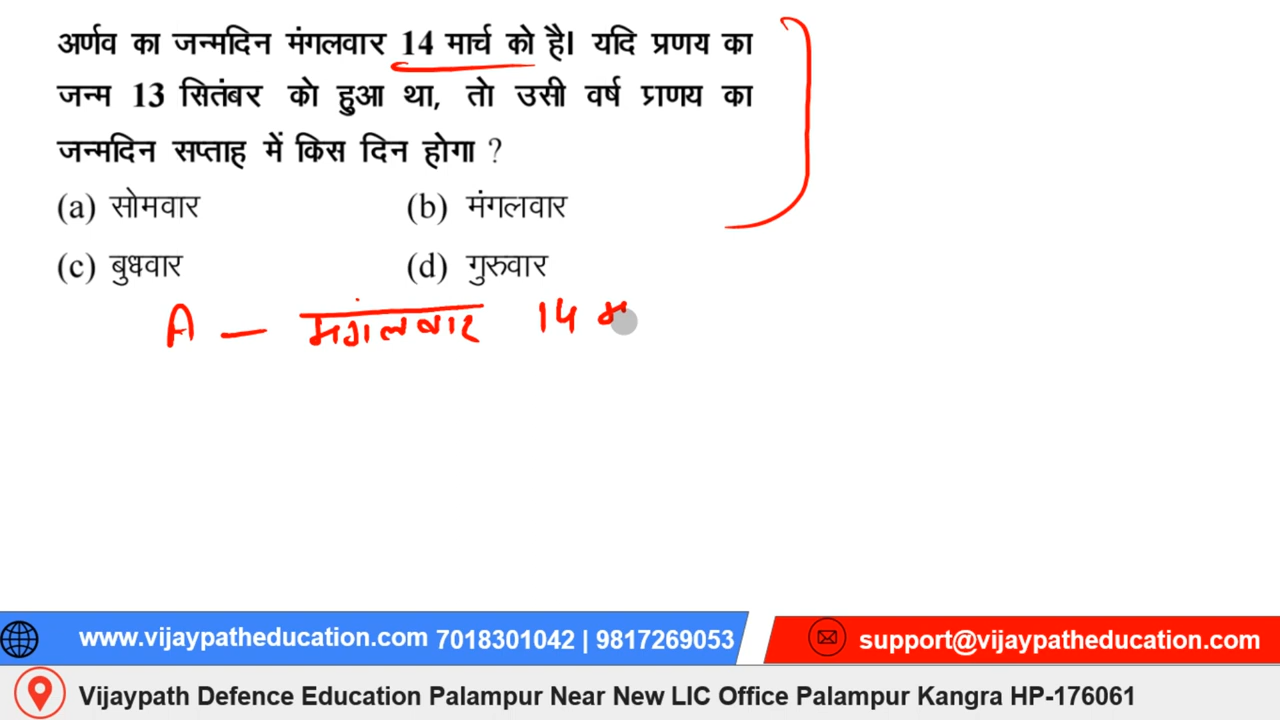 अर्णव का जन्मदिन मंगलवार 14 मार्च को है। यदि प्रणय का
जन्म 13 सितंबर को हुआ था, तो उसी वर्ष प्राणय का
जन्मदिन सप्ताह में किस दिन होगा ?
(a) सोमवार (b) मंगलवार
(c) बुधवार (d) गुरुवार
A — मंगलवार 14 म
www.vijaypatheducation.com 7018301042 | 9817269053 support@vijaypatheducation.com
Vijaypath Defence Education Palampur Near New LIC Office Palampur Kangra HP-176061